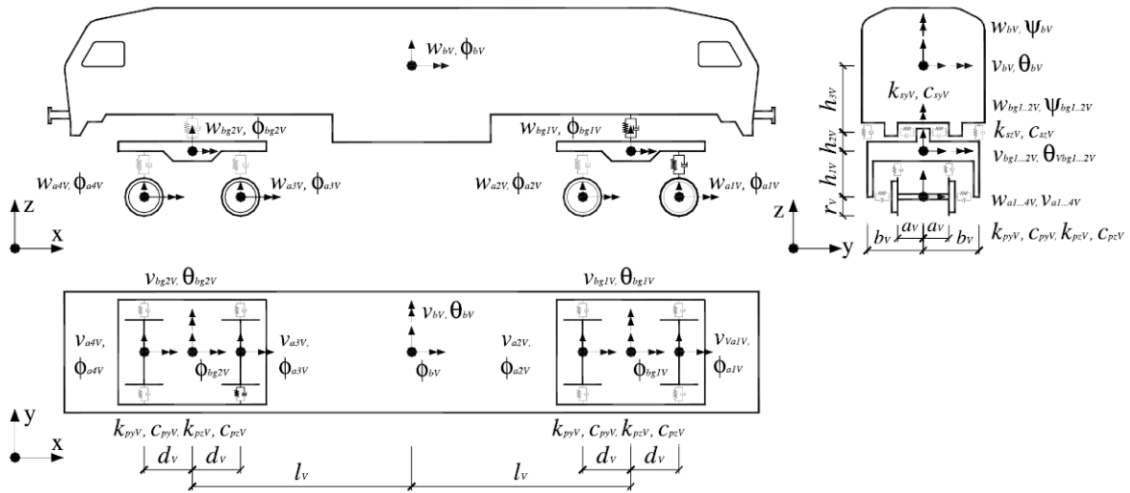 w_bV, ϕ_bV
w_bg2V, ϕ_bg2V
w_bg1V, ϕ_bg1V
w_a4V, ϕ_a4V
w_a3V, ϕ_a3V
w_a2V, ϕ_a2V
w_a1V, ϕ_a1V
z
x
w_bV, ψ_bV
v_bV, θ_bV
k_syV, c_syV
w_bg1..2V, ψ_bg1..2V
k_szV, c_szV
v_bg1..2V, θ_Vbg1..2V
w_a1...4V, v_a1...4V
k_pyV, c_pyV, k_pzV, c_pzV
h_3V
h_2V
h_1V
r_V
b_V
a_V
a_V
b_V
z
y
v_bg2V, θ_bg2V
v_bg1V, θ_bg1V
v_bV, θ_bV
v_a4V,
ϕ_a4V
v_a3V,
ϕ_a3V
ϕ_bg2V
ϕ_bV
v_a2V,
ϕ_a2V
ϕ_bg1V
v_Va1V,
ϕ_a1V
y
x
k_pyV, c_pyV, k_pzV, c_pzV
k_pyV, c_pyV, k_pzV, c_pzV
d_V
d_V
d_V
d_V
l_V
l_V